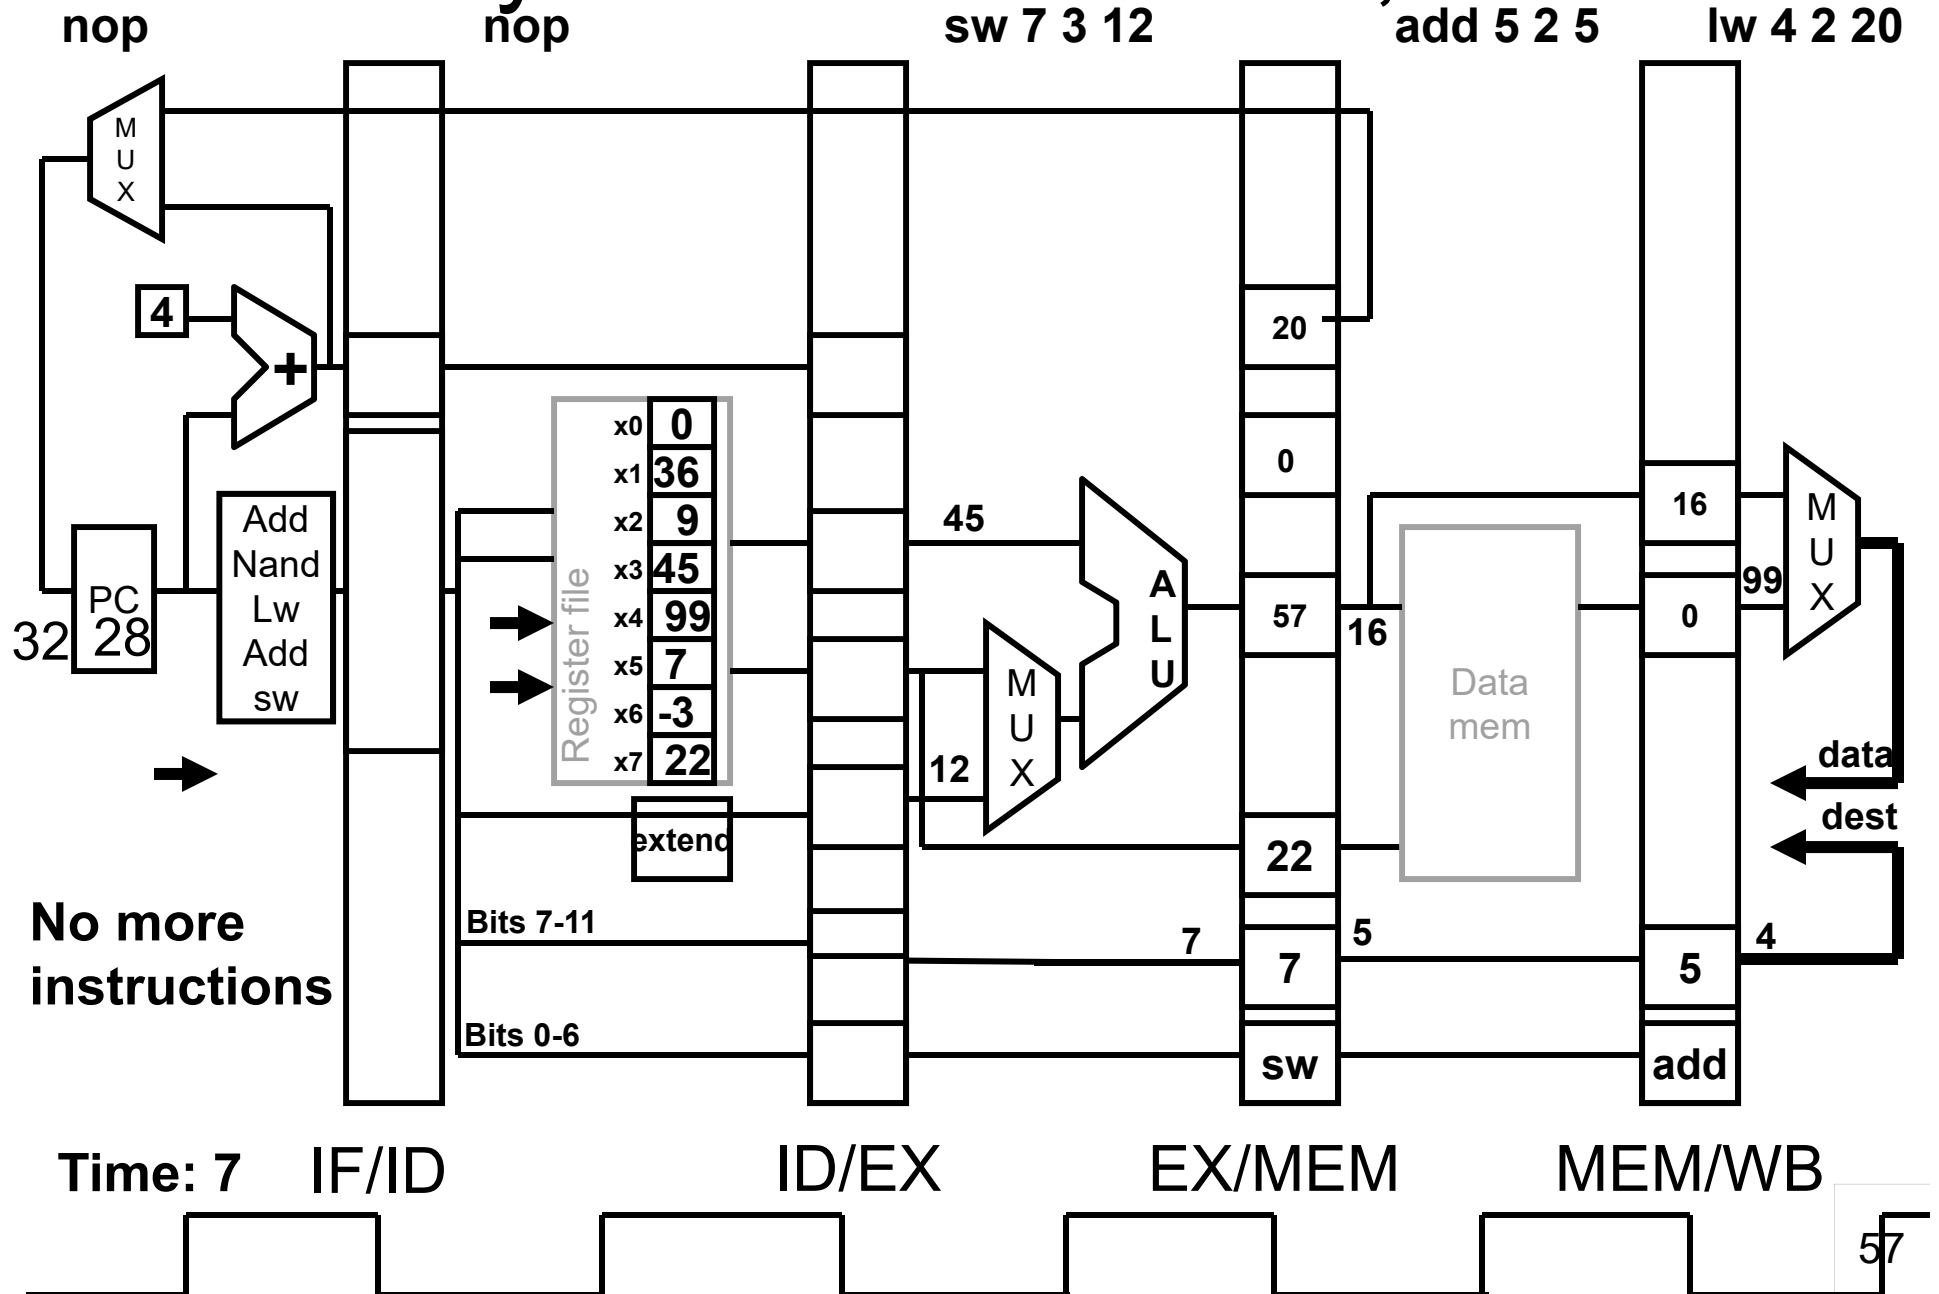 nop
nop
sw 7 3 12
add 5 2 5
lw 4 2 20
M
U
X
4
+
PC
28
32
Add
Nand
Lw
Add
sw
No more
instructions
Register file
x0 0
x1 36
x2 9
x3 45
x4 99
x5 7
x6 -3
x7 22
extend
Bits 7-11
Bits 0-6
45
12
M
U
X
A
L
U
7
20
0
57
22
7
sw
16
5
Data
mem
16
0
5
add
99
4
M
U
X
data
dest
Time: 7
IF/ID
ID/EX
EX/MEM
MEM/WB
57